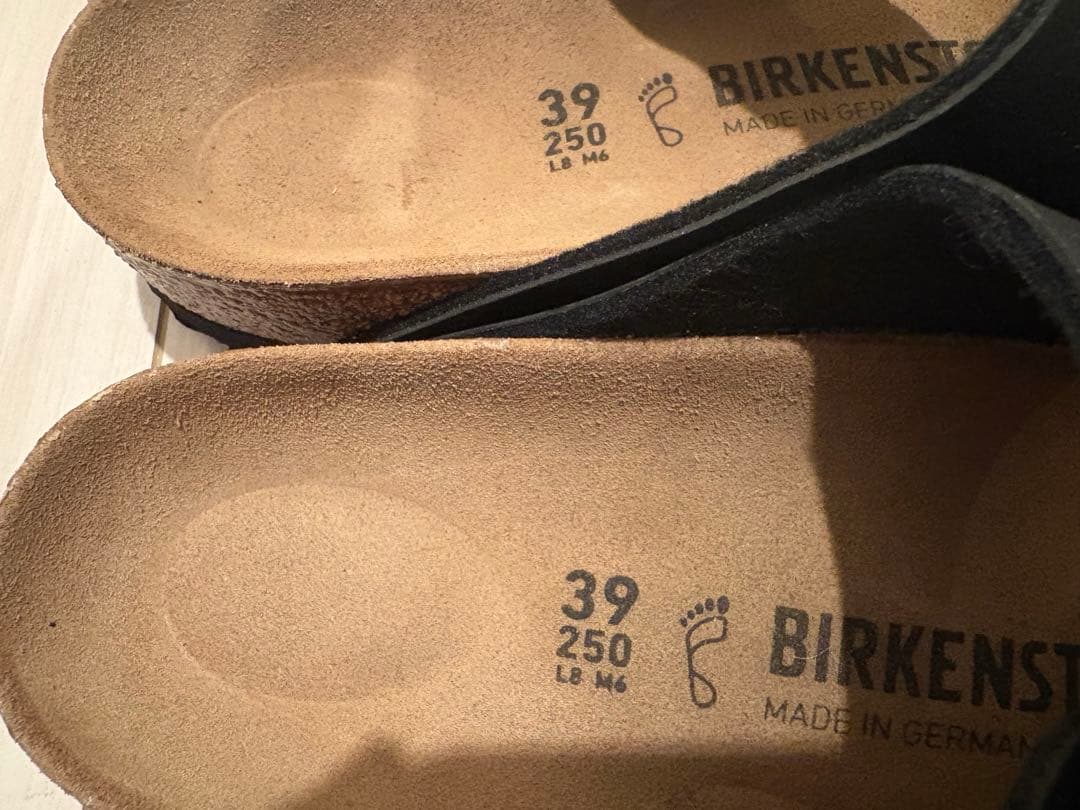 39
250
L8 M6
BIRKENST
MADE IN GERM
39
250
L8 M6
BIRKENST
MADE IN GERMAN